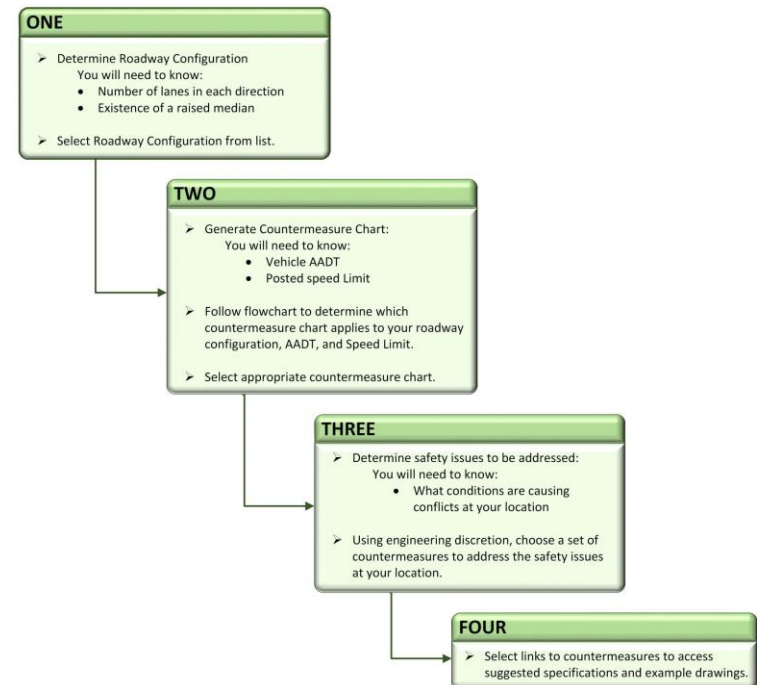 ONE
➢ Determine Roadway Configuration
You will need to know:
• Number of lanes in each direction
• Existence of a raised median
➢ Select Roadway Configuration from list.
TWO
➢ Generate Countermeasure Chart:
You will need to know:
• Vehicle AADT
• Posted speed Limit
➢ Follow flowchart to determine which
countermeasure chart applies to your roadway
configuration, AADT, and Speed Limit.
➢ Select appropriate countermeasure chart.
THREE
➢ Determine safety issues to be addressed:
You will need to know:
• What conditions are causing
conflicts at your location
➢ Using engineering discretion, choose a set of
countermeasures to address the safety issues
at your location.
FOUR
➢ Select links to countermeasures to access
suggested specifications and example drawings.